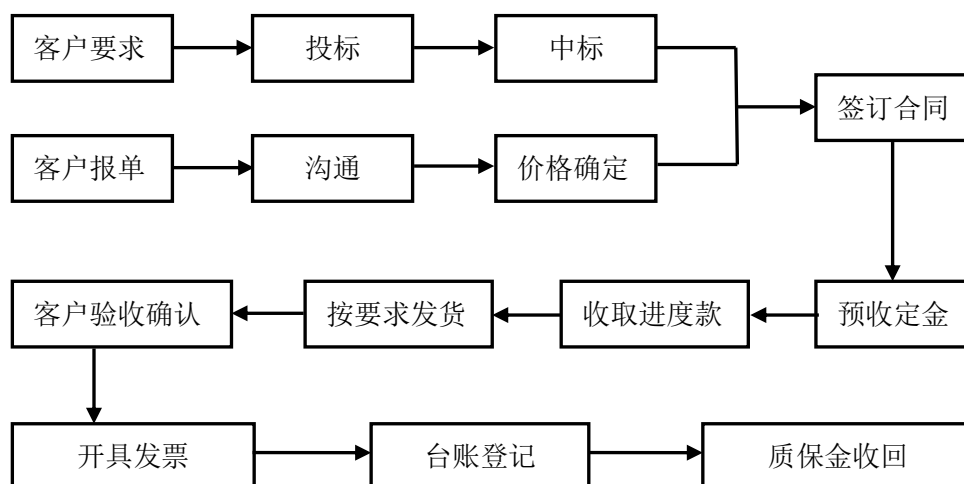 客户要求
投标
中标
签订合同
客户报单
沟通
价格确定
客户验收确认
按要求发货
收取进度款
预收定金
开具发票
台账登记
质保金收回